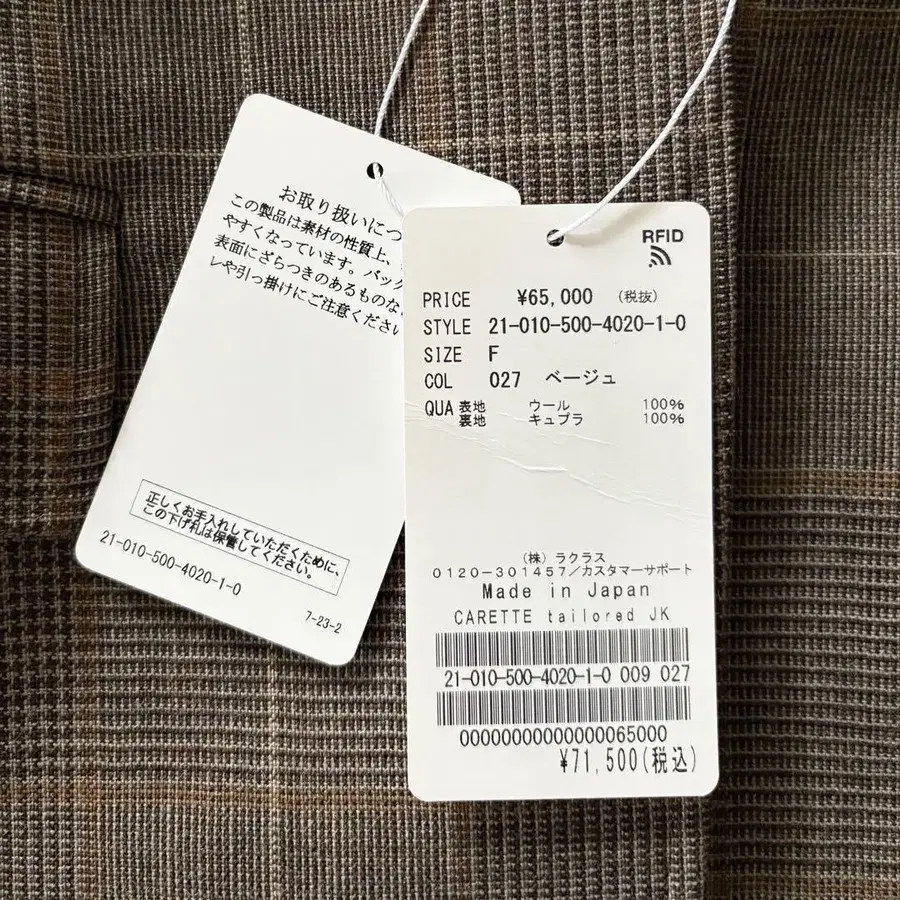 お取り扱いにつ
この製品は素材の性質上、
やすくなっています。バック
表面にざらつきのあるものな
レや引っ掛けにご注意ください
正しくお手入れしていただくために、
この下げ札は保管してください。
21-010-500-4020-1-0
7-23-2
RFID
PRICE ¥65,000 (税抜)
STYLE 21-010-500-4020-1-0
SIZE F
COL 027 ベージュ
QUA 表地 ウール 100%
裏地 キュプラ 100%
(株)ラクラス
0120-301457/カスタマーサポート
Made in Japan
CARETTE tailored JK
21-010-500-4020-1-0 009 027
00000000000000065000
¥71,500(税込)